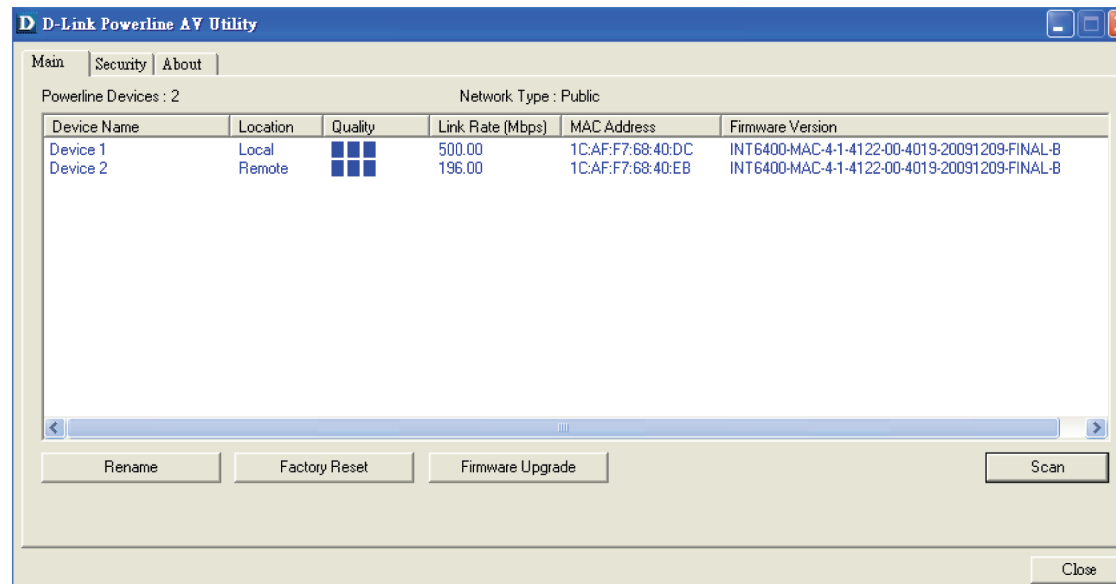 D D-Link Powerline AV Utility
Main Security About
Powerline Devices : 2 Network Type : Public
Device Name Location Quality Link Rate (Mbps) MAC Address Firmware Version
Device 1 Local 500.00 1C:AF:F7:68:40:DC INT6400-MAC-4-1-4122-00-4019-20091209-FINAL-B
Device 2 Remote 196.00 1C:AF:F7:68:40:EB INT6400-MAC-4-1-4122-00-4019-20091209-FINAL-B
Rename Factory Reset Firmware Upgrade Scan
Close